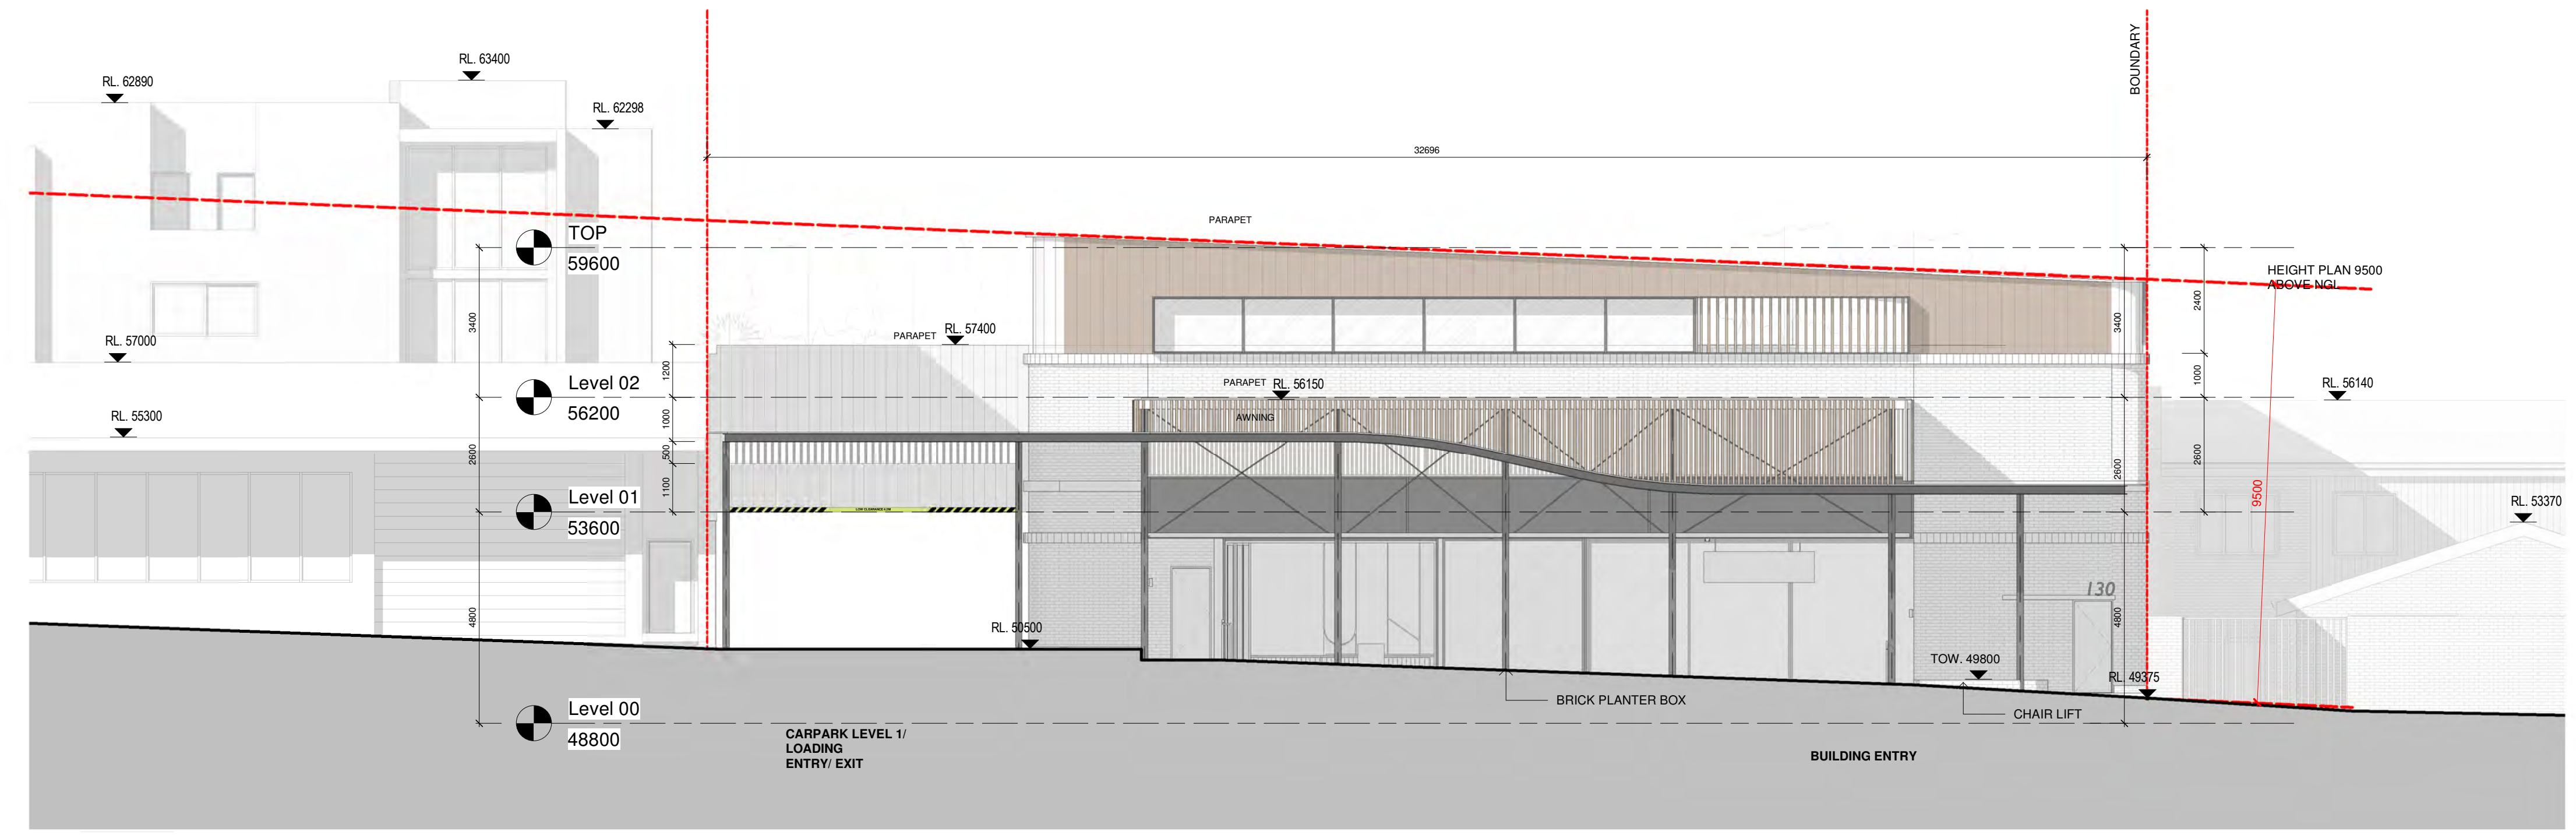 RL. 63400
RL. 62890
RL. 62298
BOUNDARY
32696
PARAPET
TOP
59600
HEIGHT PLAN 9500
ABOVE NGL
3400
3400
2400
PARAPET
RL. 57400
RL. 57000
1200
Level 02
56200
PARAPET
RL. 56150
1000
RL. 56140
RL. 55300
AWNING
1000
500
2600
2600
2600
1100
Level 01
53600
9500
RL. 53370
LOW CLEARANCE
130
4800
4800
RL. 50500
TOW. 49800
RL. 49375
BRICK PLANTER BOX
CHAIR LIFT
Level 00
48800
CARPARK LEVEL 1/
LOADING
ENTRY/ EXIT
BUILDING ENTRY